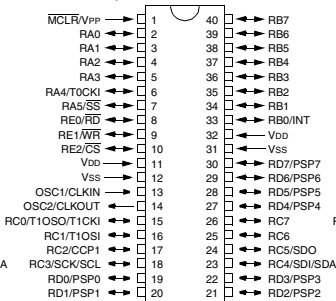 MCLR/VPP 1 40 RB7
RA0 2 39 RB6
RA1 3 38 RB5
RA2 4 37 RB4
RA3 5 36 RB3
RA4/T0CKI 6 35 RB2
RA5/SS 7 34 RB1
RE0/RD 8 33 RB0/INT
RE1/WR 9 32 VDD
RE2/CS 10 31 VSS
VDD 11 30 RD7/PSP7
VSS 12 29 RD6/PSP6
OSC1/CLKIN 13 28 RD5/PSP5
OSC2/CLKOUT 14 27 RD4/PSP4
RC0/T1OSO/T1CKI 15 26 RC7
RC1/T1OSI 16 25 RC6
RC2/CCP1 17 24 RC5/SDO
A RC3/SCK/SCL 18 23 RC4/SDI/SDA
RD0/PSP0 19 22 RD3/PSP3
RD1/PSP1 20 21 RD2/PSP2